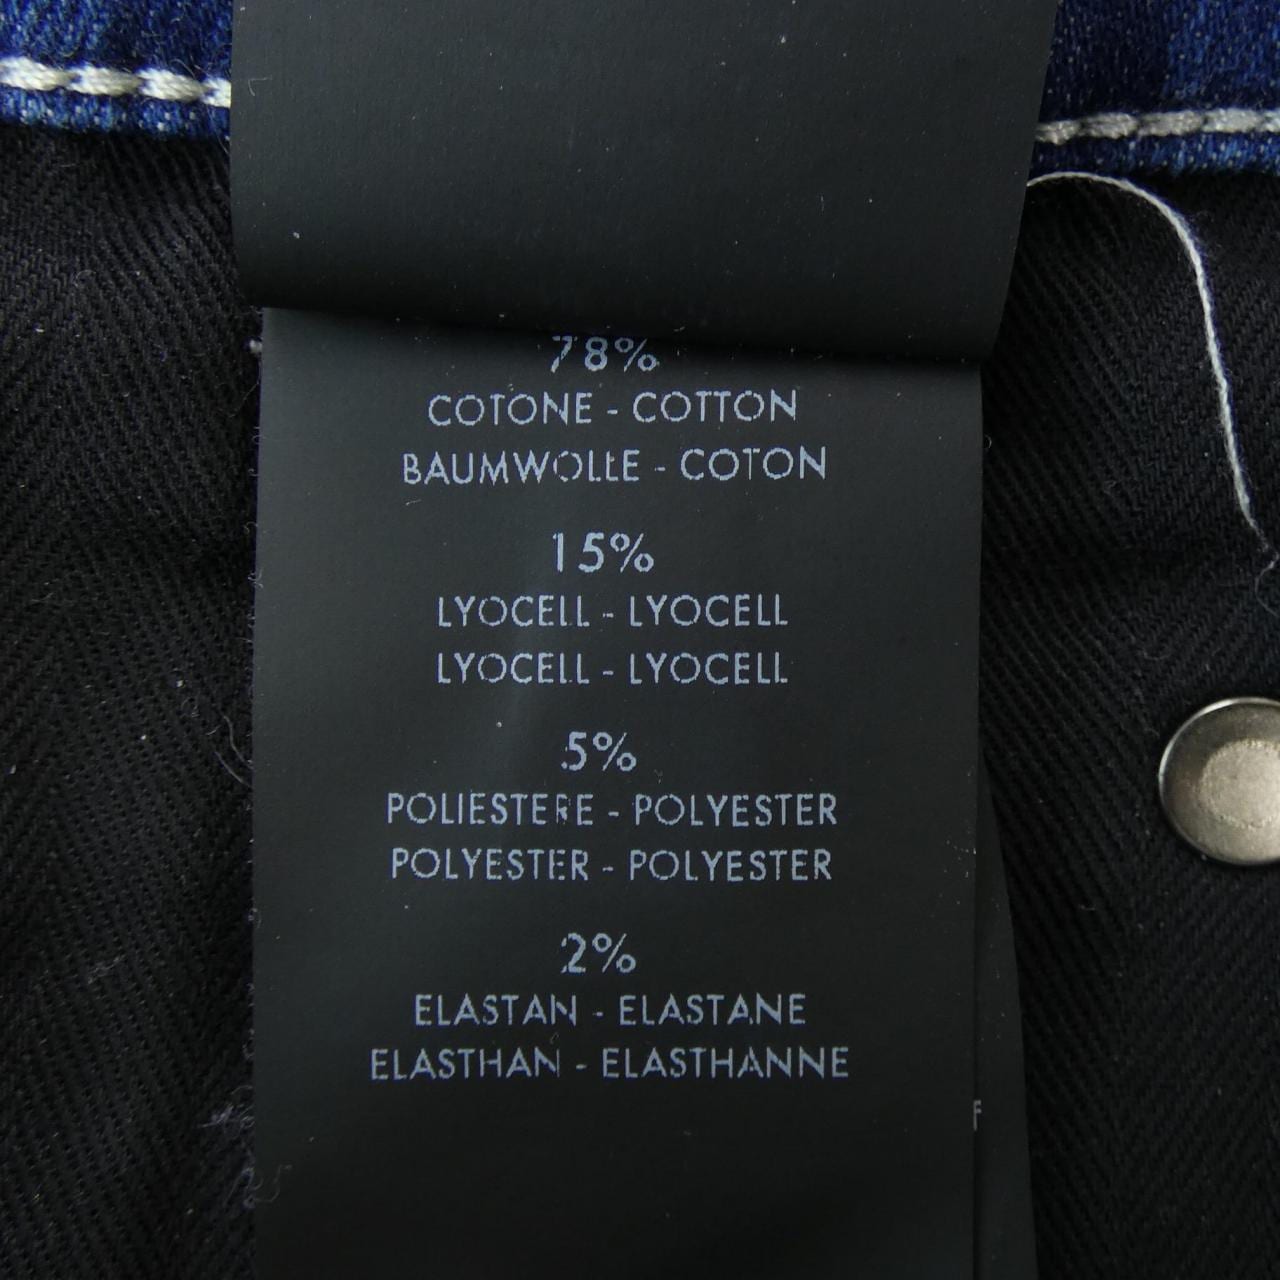 78%
COTONE - COTTON
BAUMWOLLE - COTON
15%
LYOCELL - LYOCELL
LYOCELL - LYOCELL
5%
POLIESTERE - POLYESTER
POLYESTER - POLYESTER
2%
ELASTAN - ELASTANE
ELASTHAN - ELASTHANNE